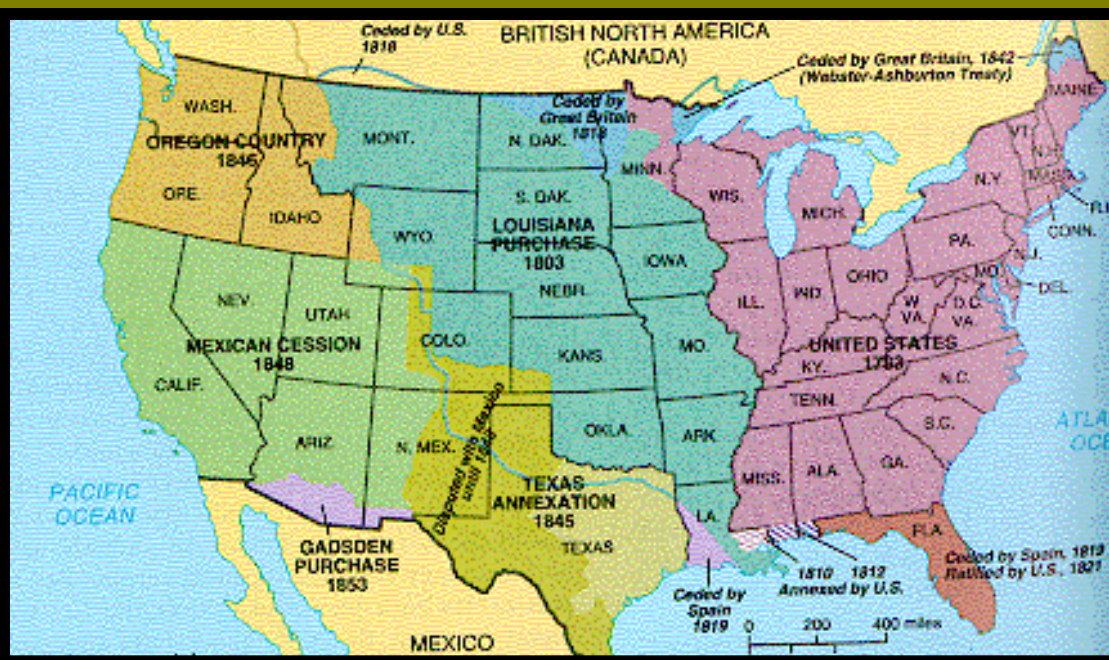 Ceded by U.S.
1818
BRITISH NORTH AMERICA
(CANADA)
Ceded by Great Britain, 1842
(Webster-Ashburton Treaty)
MAINE
WASH.
OREGON COUNTRY
1846
MONT.
Ceded by
Great Britain
1818
N. DAK.
MINN.
VT.
N.H.
MASS.
ORE.
IDAHO
S. DAK.
WIS.
MICH.
N.Y.
R.I.
CONN.
WYO.
LOUISIANA
PURCHASE
1803
IOWA
PA.
N.J.
NEV.
NEBR.
ILL.
IND.
OHIO
MO.
DEL.
UTAH
COLO.
W.
VA.
D.C.
VA.
MEXICAN CESSION
1848
KANS.
MO.
UNITED STATES
1783
KY.
CALIF.
TENN.
N.C.
ARIZ.
N. MEX.
Disputed with Mexico
OKLA.
ARK.
S.C.
ATLA
OCE
PACIFIC
OCEAN
TEXAS
ANNEXATION
1845
MISS.
ALA.
GA.
LA.
TEXAS
FLA.
GADSDEN
PURCHASE
1853
Ceded by Spain, 1819
Ratified by U.S., 1821
1810 1812
Annexed by U.S.
Ceded by
Spain
1819
0 200 400 miles
MEXICO